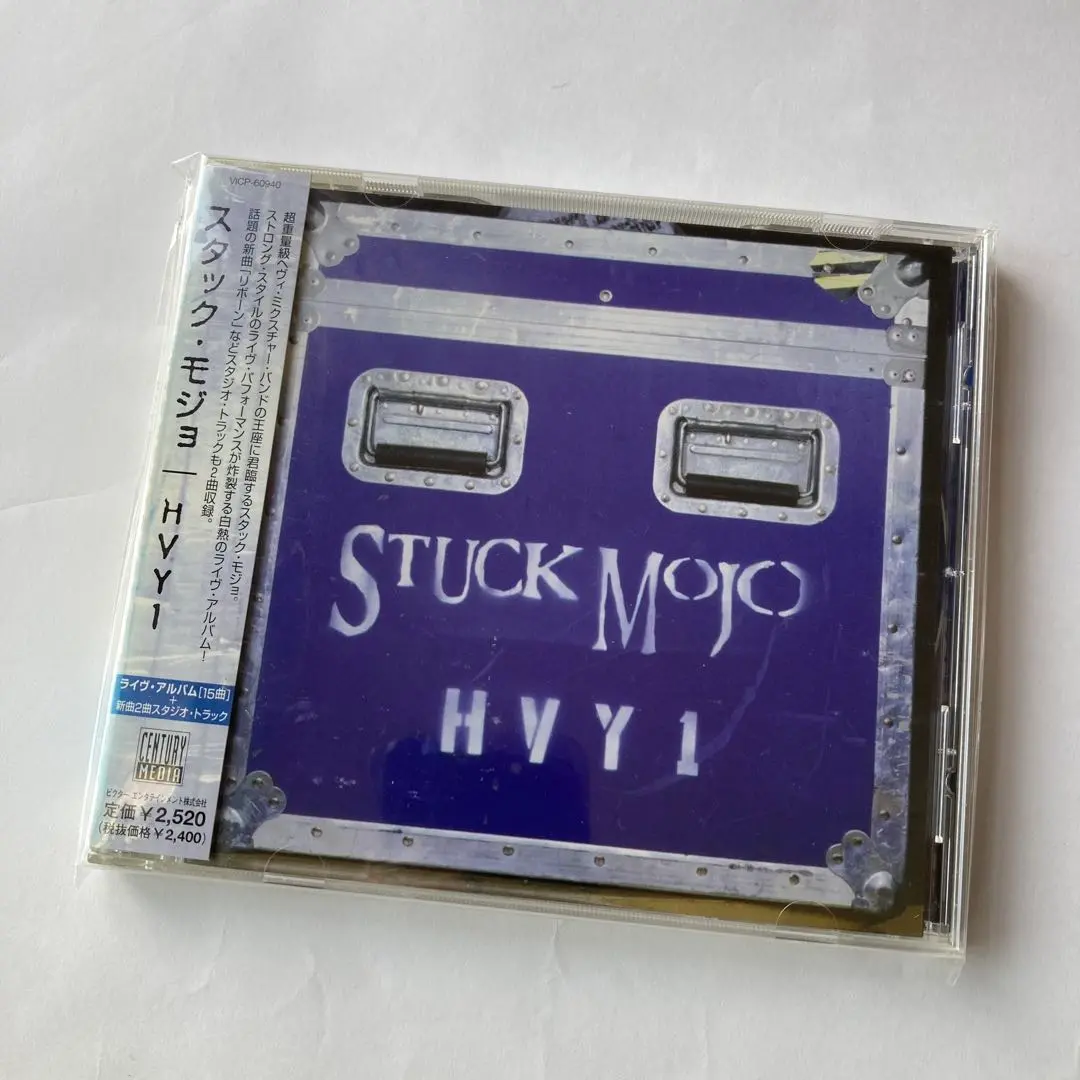 VICP-60940
超重量級ヘヴィ・ミクスチャー・バンドの王座に君臨するスタック・モジョ。
ストロング・スタイルのライヴ・パフォーマンスが炸裂する白熱のライヴ・アルバム!
話題の新曲「リボーン」などスタジオ・トラックも2曲収録。
スタック・モジョ|HVY1
ライヴ・アルバム[15曲]
+
新曲2曲スタジオ・トラック
CENTURY
MEDIA
ビクター エンタテインメント株式会社
定価¥2,520
(税抜価格¥2,400)
STUCK MOJO
HVY1